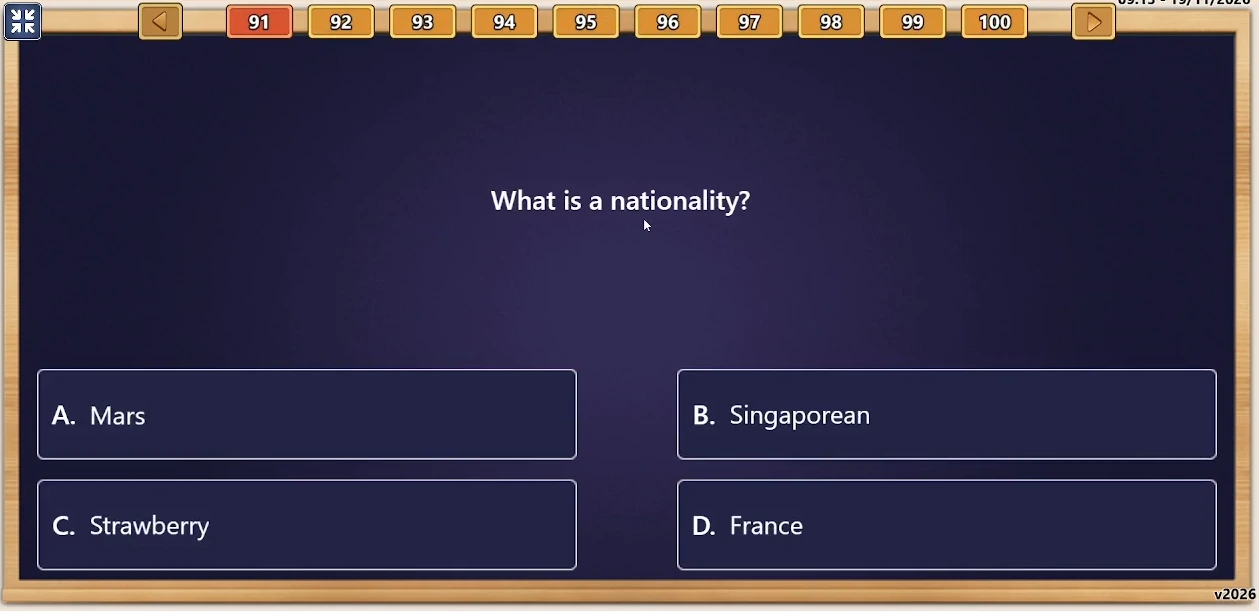 91 92 93 94 95 96 97 98 99 100
What is a nationality?
A. Mars
B. Singaporean
C. Strawberry
D. France
v2026